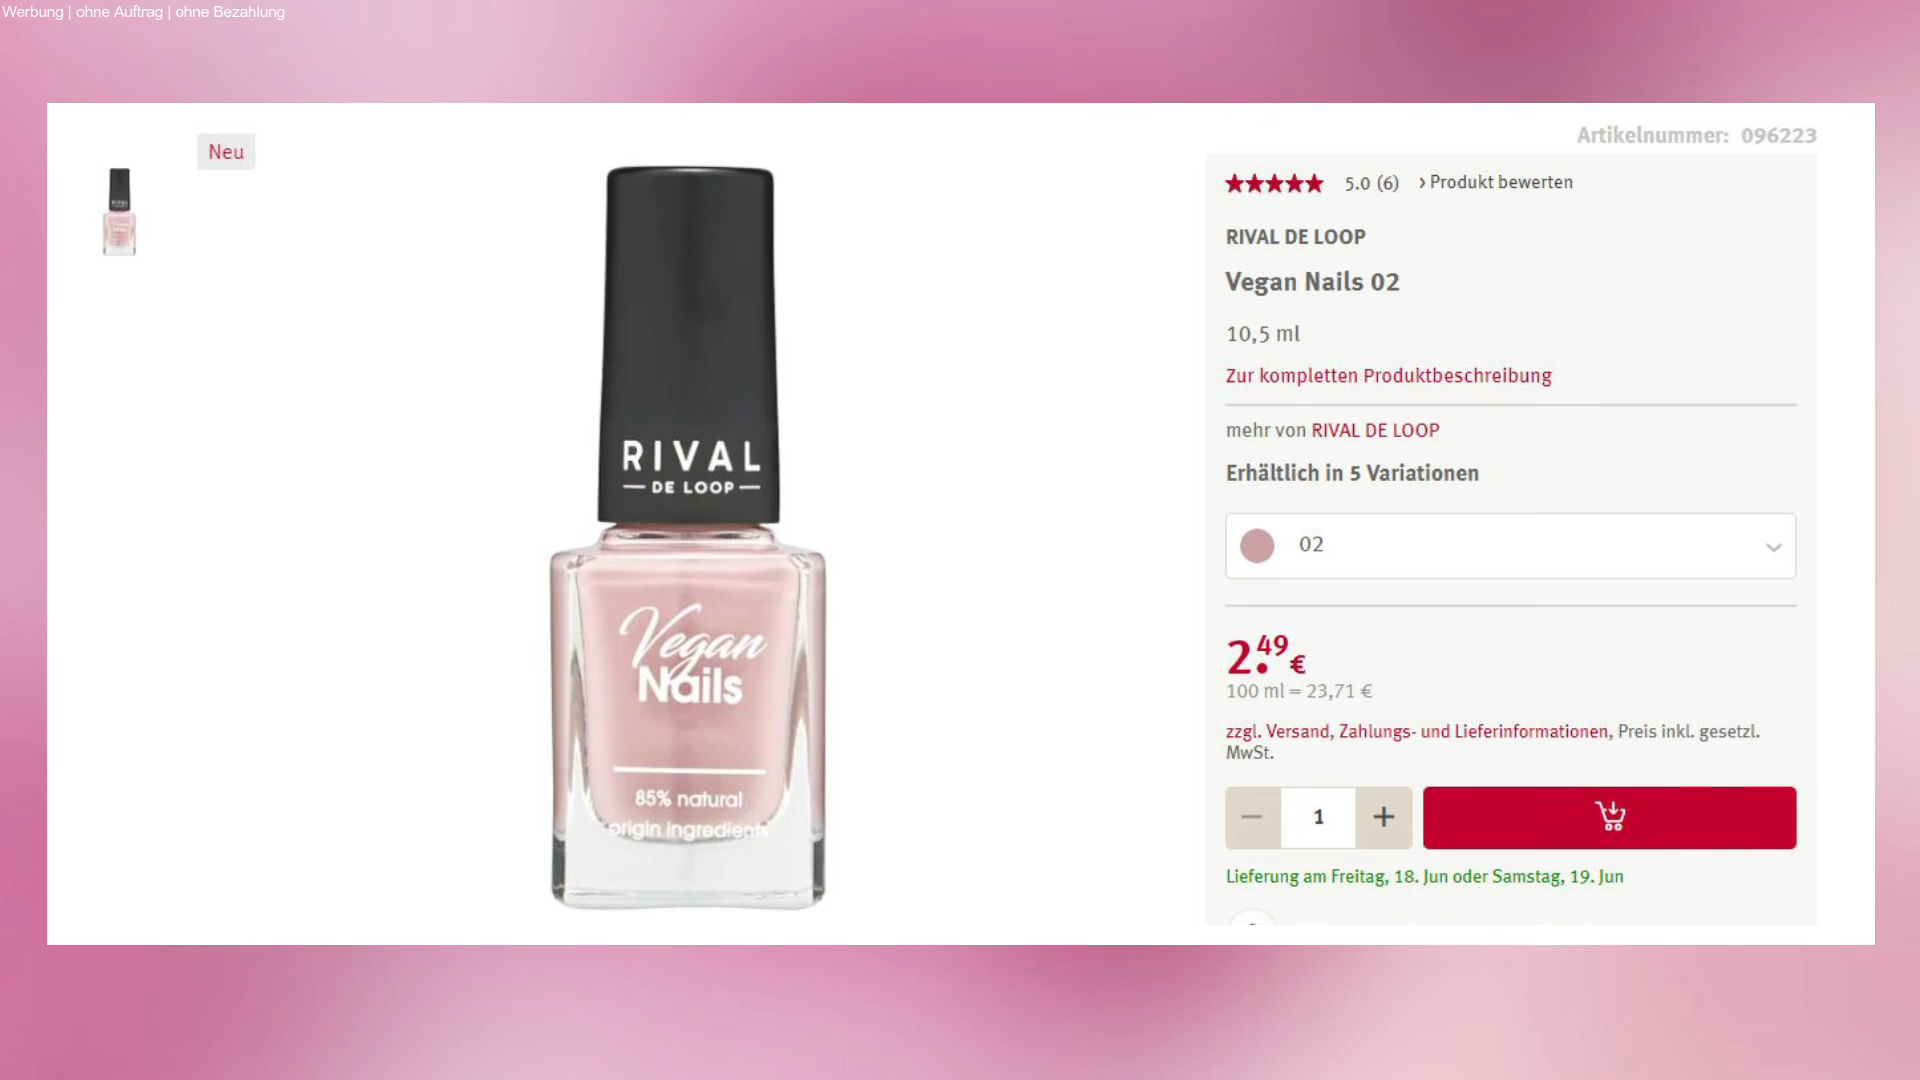 Werbung | ohne Auftrag | ohne Bezahlung
Neu
RIVAL
DE LOOP
Vegan
Nails
85% natural
origin ingredients
Artikelnummer: 096223
5.0 (6) › Produkt bewerten
RIVAL DE LOOP
Vegan Nails 02
10,5 ml
Zur kompletten Produktbeschreibung
mehr von RIVAL DE LOOP
Erhältlich in 5 Variationen
02
2.49 €
100 ml = 23,71 €
zzgl. Versand, Zahlungs- und Lieferinformationen, Preis inkl. gesetzl.
MwSt.
− 1 +
Lieferung am Freitag, 18. Jun oder Samstag, 19. Jun